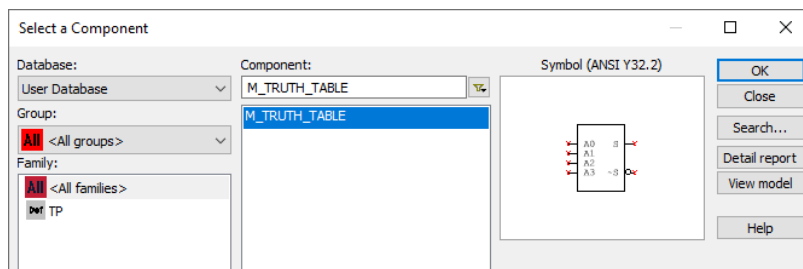 Select a Component
Database:
User Database
Group:
All <All groups>
Family:
All <All families>
Def TP
Component:
M_TRUTH_TABLE
M_TRUTH_TABLE
Symbol (ANSI Y32.2)
A0 S
A1
A2
A3 ~S
OK
Close
Search...
Detail report
View model
Help